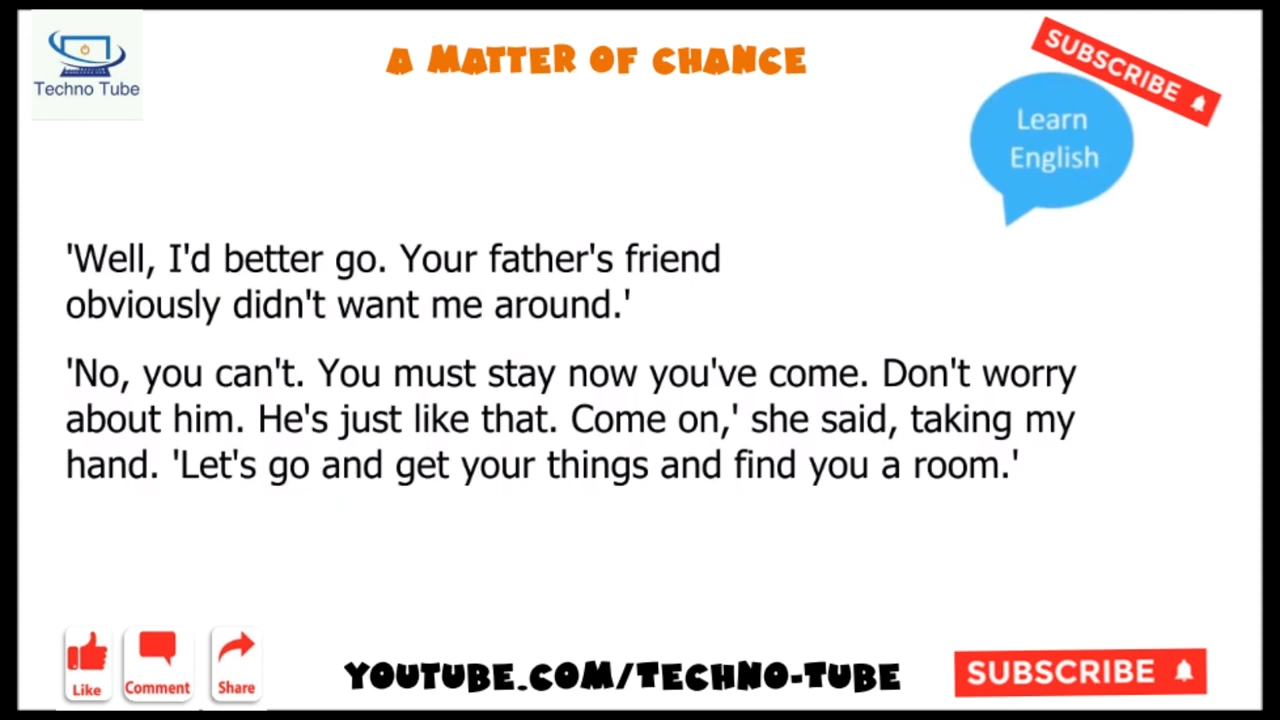 A MATTER OF CHANCE
SUBSCRIBE
Techno Tube
Learn
English
'Well, I'd better go. Your father's friend
obviously didn't want me around.'
'No, you can't. You must stay now you've come. Don't worry
about him. He's just like that. Come on,' she said, taking my
hand. 'Let's go and get your things and find you a room.'
Like
Comment
Share
YOUTUBE.COM/TECHNO-TUBE
SUBSCRIBE